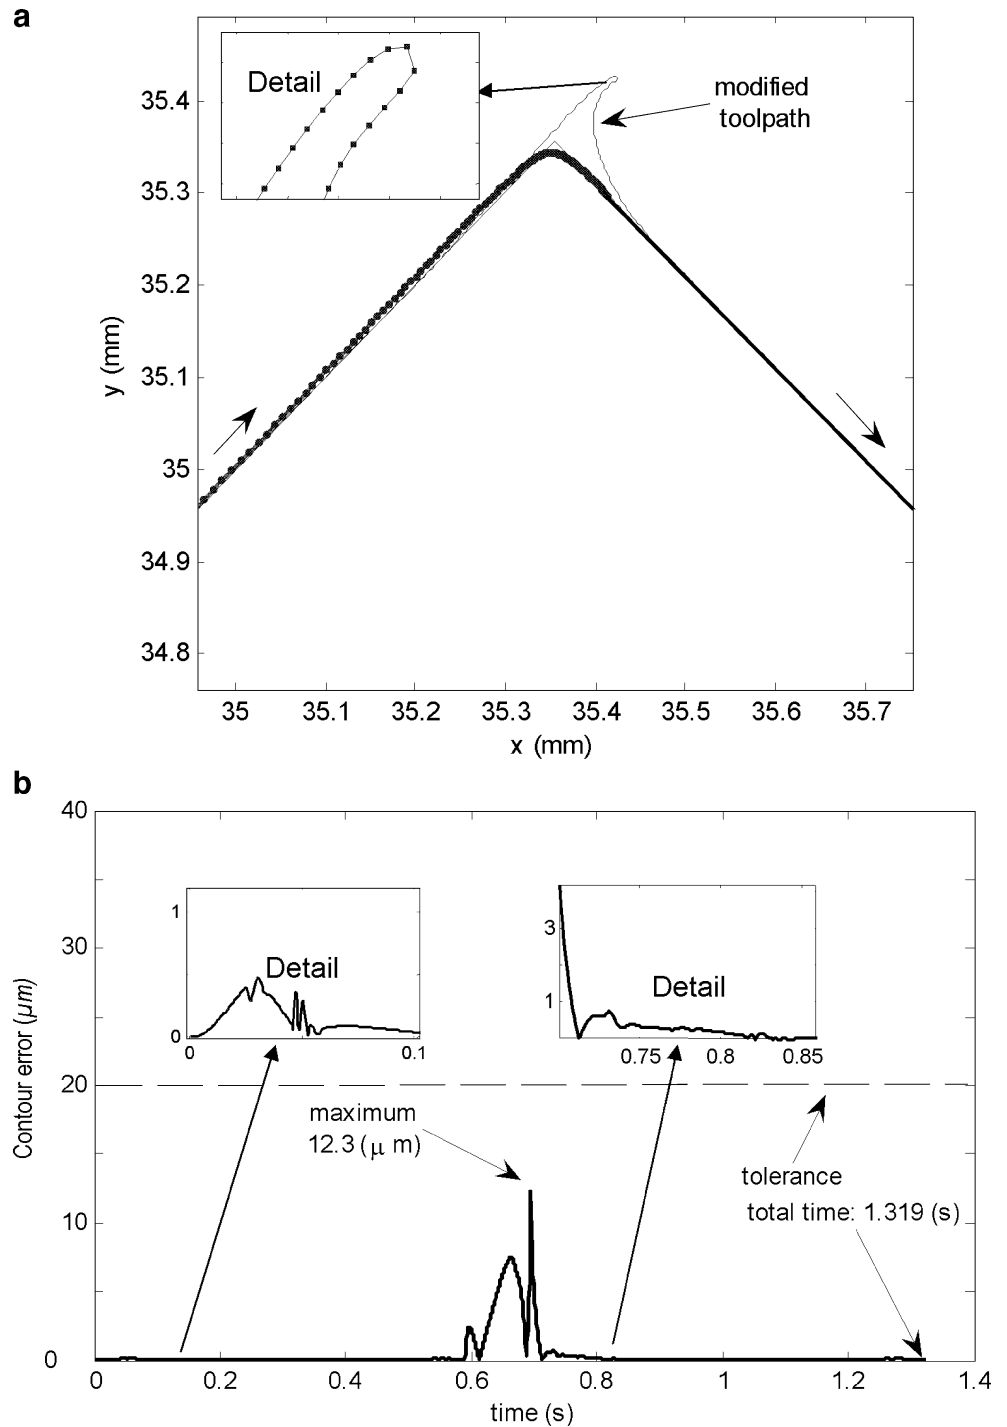 a
Detail
modified
toolpath
35.4
35.3
35.2
35.1
35
34.9
34.8
y (mm)
35 35.1 35.2 35.3 35.4 35.5 35.6 35.7
x (mm)
b
40
30
20
10
0
Contour error (μm)
1
Detail
0
0 0.1
3
Detail
1
0.75 0.8 0.85
maximum
12.3 (μ m)
tolerance
total time: 1.319 (s)
0 0.2 0.4 0.6 0.8 1 1.2 1.4
time (s)